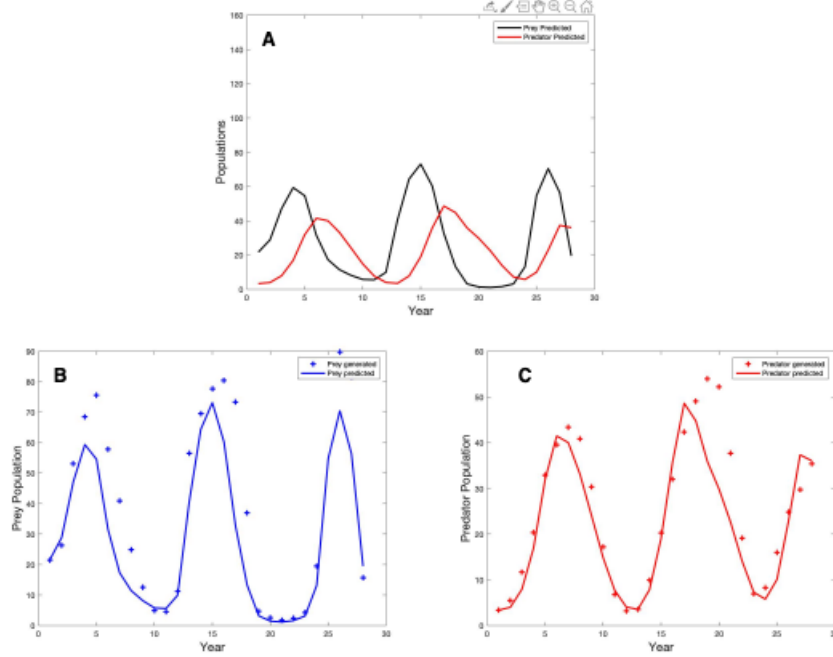 160
140
120
100
80
60
40
20
0
A
Prey Predicted
Predator Predicted
Populations
0 5 10 15 20 25 30
Year
90
80
70
60
50
40
30
20
10
0
B
Prey generated
Prey predicted
Prey Population
0 5 10 15 20 25 30
Year
60
50
40
30
20
10
0
C
Predator generated
Predator predicted
Predator Population
0 5 10 15 20 25 30
Year